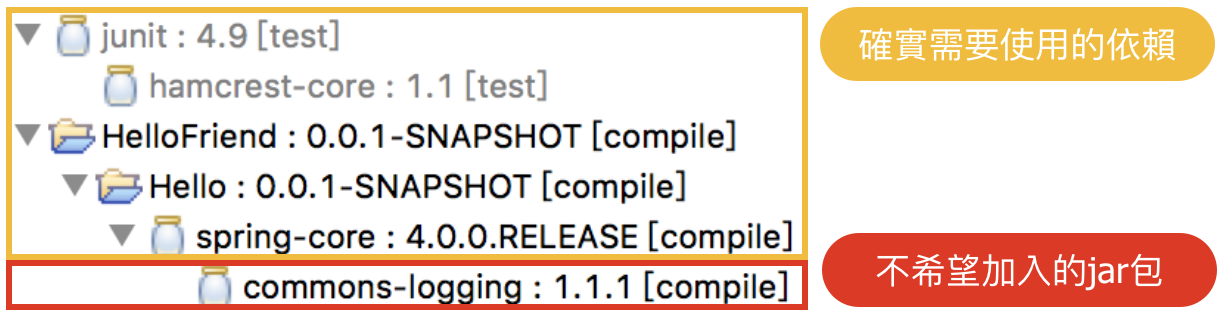 junit : 4.9 [test]
確實需要使用的依賴
hamcrest-core : 1.1 [test]
HelloFriend : 0.0.1-SNAPSHOT [compile]
Hello : 0.0.1-SNAPSHOT [compile]
spring-core : 4.0.0.RELEASE [compile]
不希望加入的jar包
commons-logging : 1.1.1 [compile]